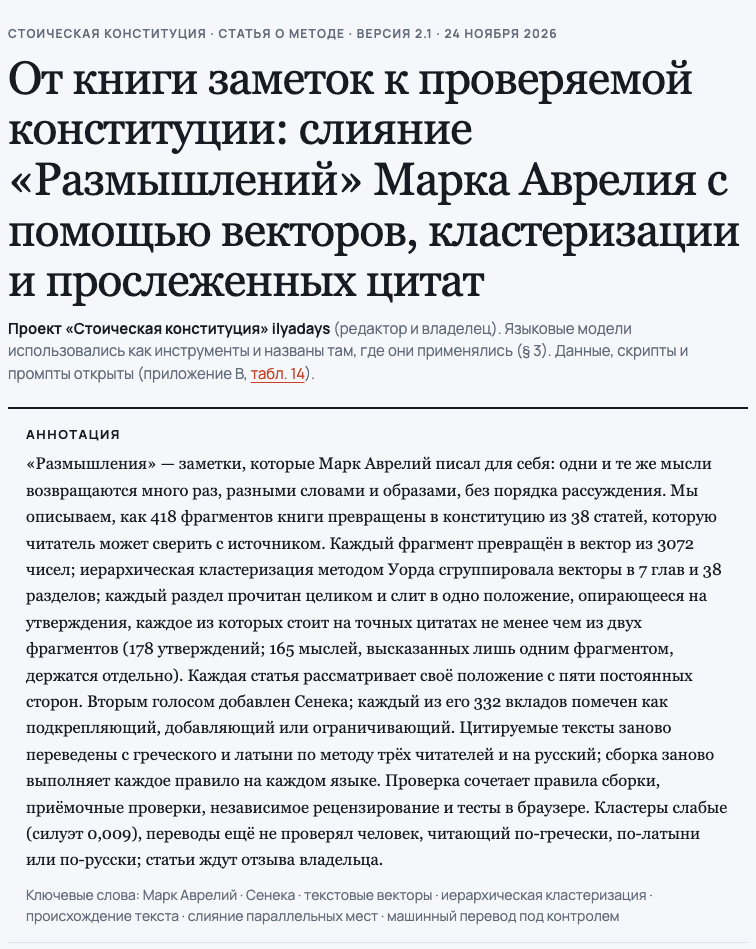 СТОИЧЕСКАЯ КОНСТИТУЦИЯ · СТАТЬЯ О МЕТОДЕ · ВЕРСИЯ 2.1 · 24 НОЯБРЯ 2026
От книги заметок к проверяемой
конституции: слияние
«Размышлений» Марка Аврелия с
помощью векторов, кластеризации
и прослеженных цитат
Проект «Стоическая конституция» ilyadays (редактор и владелец). Языковые модели
использовались как инструменты и названы там, где они применялись (§ 3). Данные, скрипты и
промпты открыты (приложение B, табл. 14).
АННОТАЦИЯ
«Размышления» — заметки, которые Марк Аврелий писал для себя: одни и те же мысли
возвращаются много раз, разными словами и образами, без порядка рассуждения. Мы
описываем, как 418 фрагментов книги превращены в конституцию из 38 статей, которую
читатель может сверить с источником. Каждый фрагмент превращён в вектор из 3072
чисел; иерархическая кластеризация методом Уорда сгруппировала векторы в 7 глав и 38
разделов; каждый раздел прочитан целиком и слит в одно положение, опирающееся на
утверждения, каждое из которых стоит на точных цитатах не менее чем из двух
фрагментов (178 утверждений; 165 мыслей, высказанных лишь одним фрагментом,
держатся отдельно). Каждая статья рассматривает своё положение с пяти постоянных
сторон. Вторым голосом добавлен Сенека; каждый из его 332 вкладов помечен как
подкрепляющий, добавляющий или ограничивающий. Цитируемые тексты заново
переведены с греческого и латыни по методу трёх читателей и на русский; сборка заново
выполняет каждое правило на каждом языке. Проверка сочетает правила сборки,
приёмочные проверки, независимое рецензирование и тесты в браузере. Кластеры слабые
(силуэт 0,009), переводы ещё не проверял человек, читающий по-гречески, по-латыни
или по-русски; статьи ждут отзыва владельца.
Ключевые слова: Марк Аврелий · Сенека · текстовые векторы · иерархическая кластеризация ·
происхождение текста · слияние параллельных мест · машинный перевод под контролем